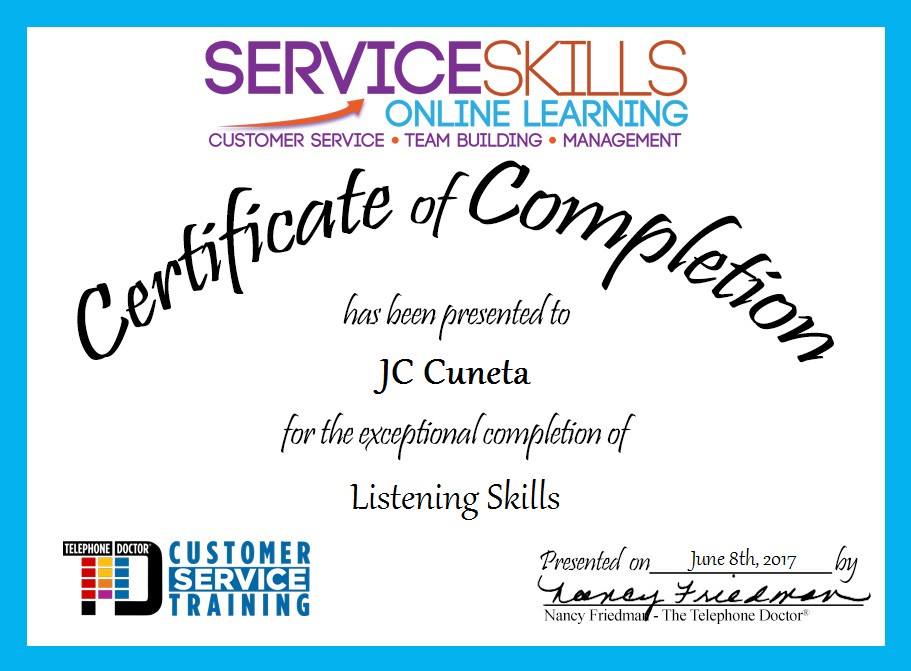 SERVICESKILLS
ONLINE LEARNING
CUSTOMER SERVICE • TEAM BUILDING • MANAGEMENT
Certificate of Completion
has been presented to
JC Cuneta
for the exceptional completion of
Listening Skills
TELEPHONE DOCTOR®
TD
CUSTOMER
SERVICE
TRAINING
Presented on June 8th, 2017 by
Nancy Friedman
Nancy Friedman - The Telephone Doctor®